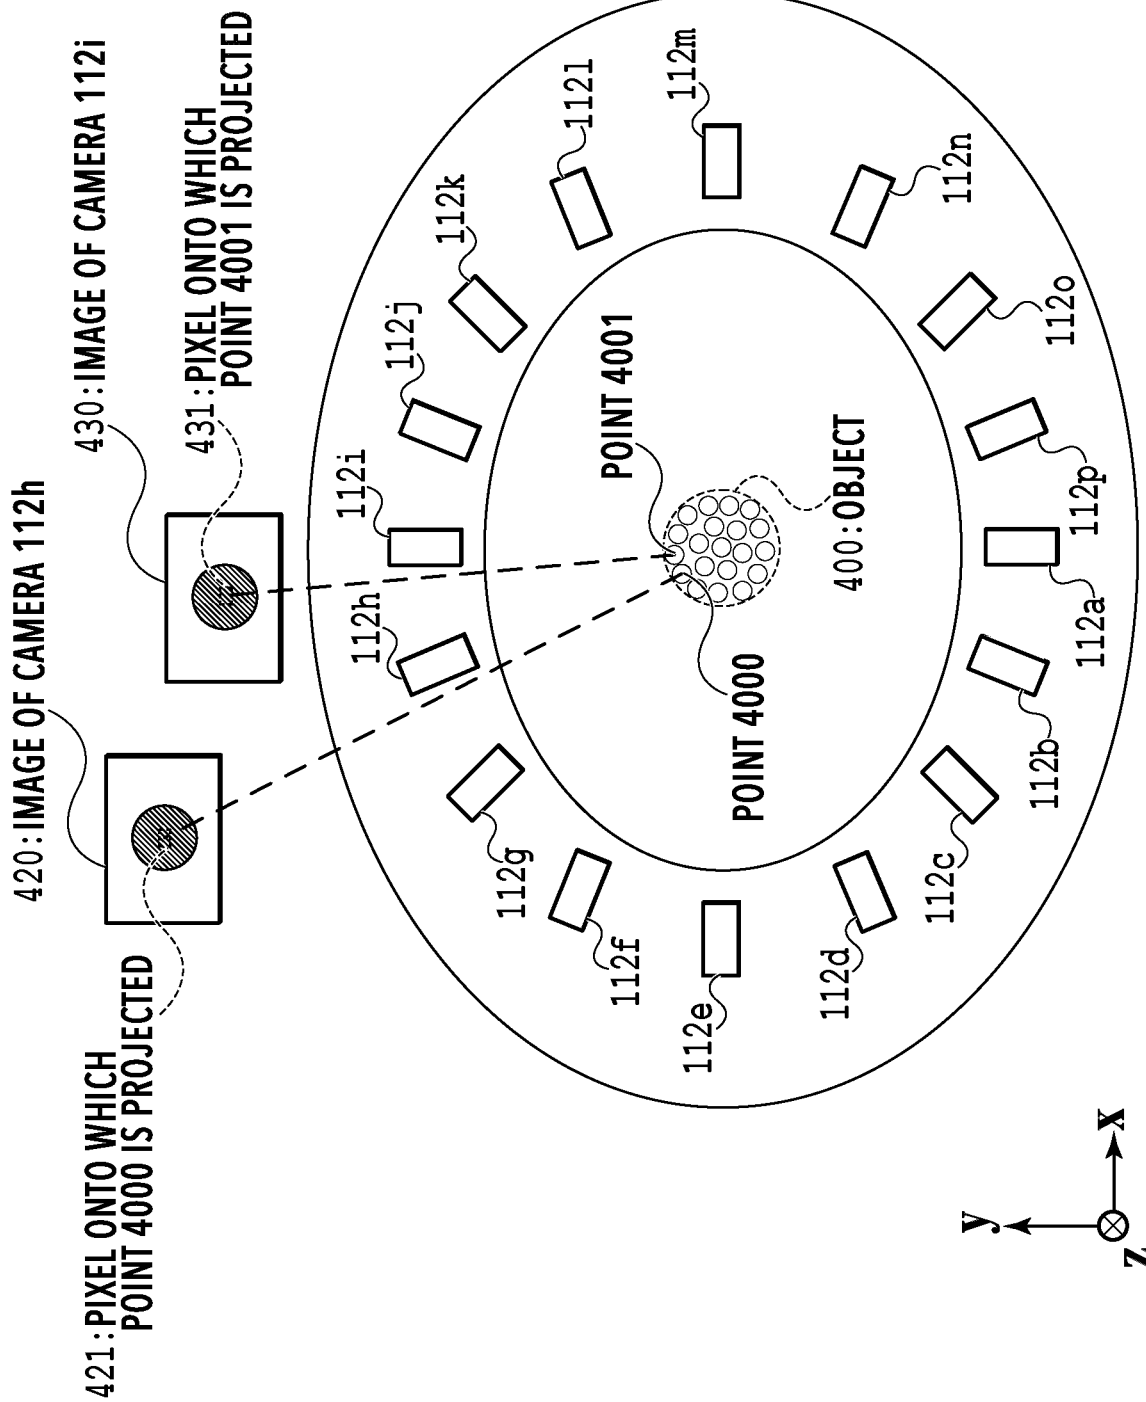 420:IMAGE OF CAMERA 112h
430:IMAGE OF CAMERA 112i
421:PIXEL ONTO WHICH
POINT 4000 IS PROJECTED
431:PIXEL ONTO WHICH
POINT 4001 IS PROJECTED
112h
112i
112j
112k
112l
112g
112f
112m
POINT 4001
POINT 4000
400:OBJECT
112e
112n
112d
112o
112c
112b
112a
112p
y
x
z